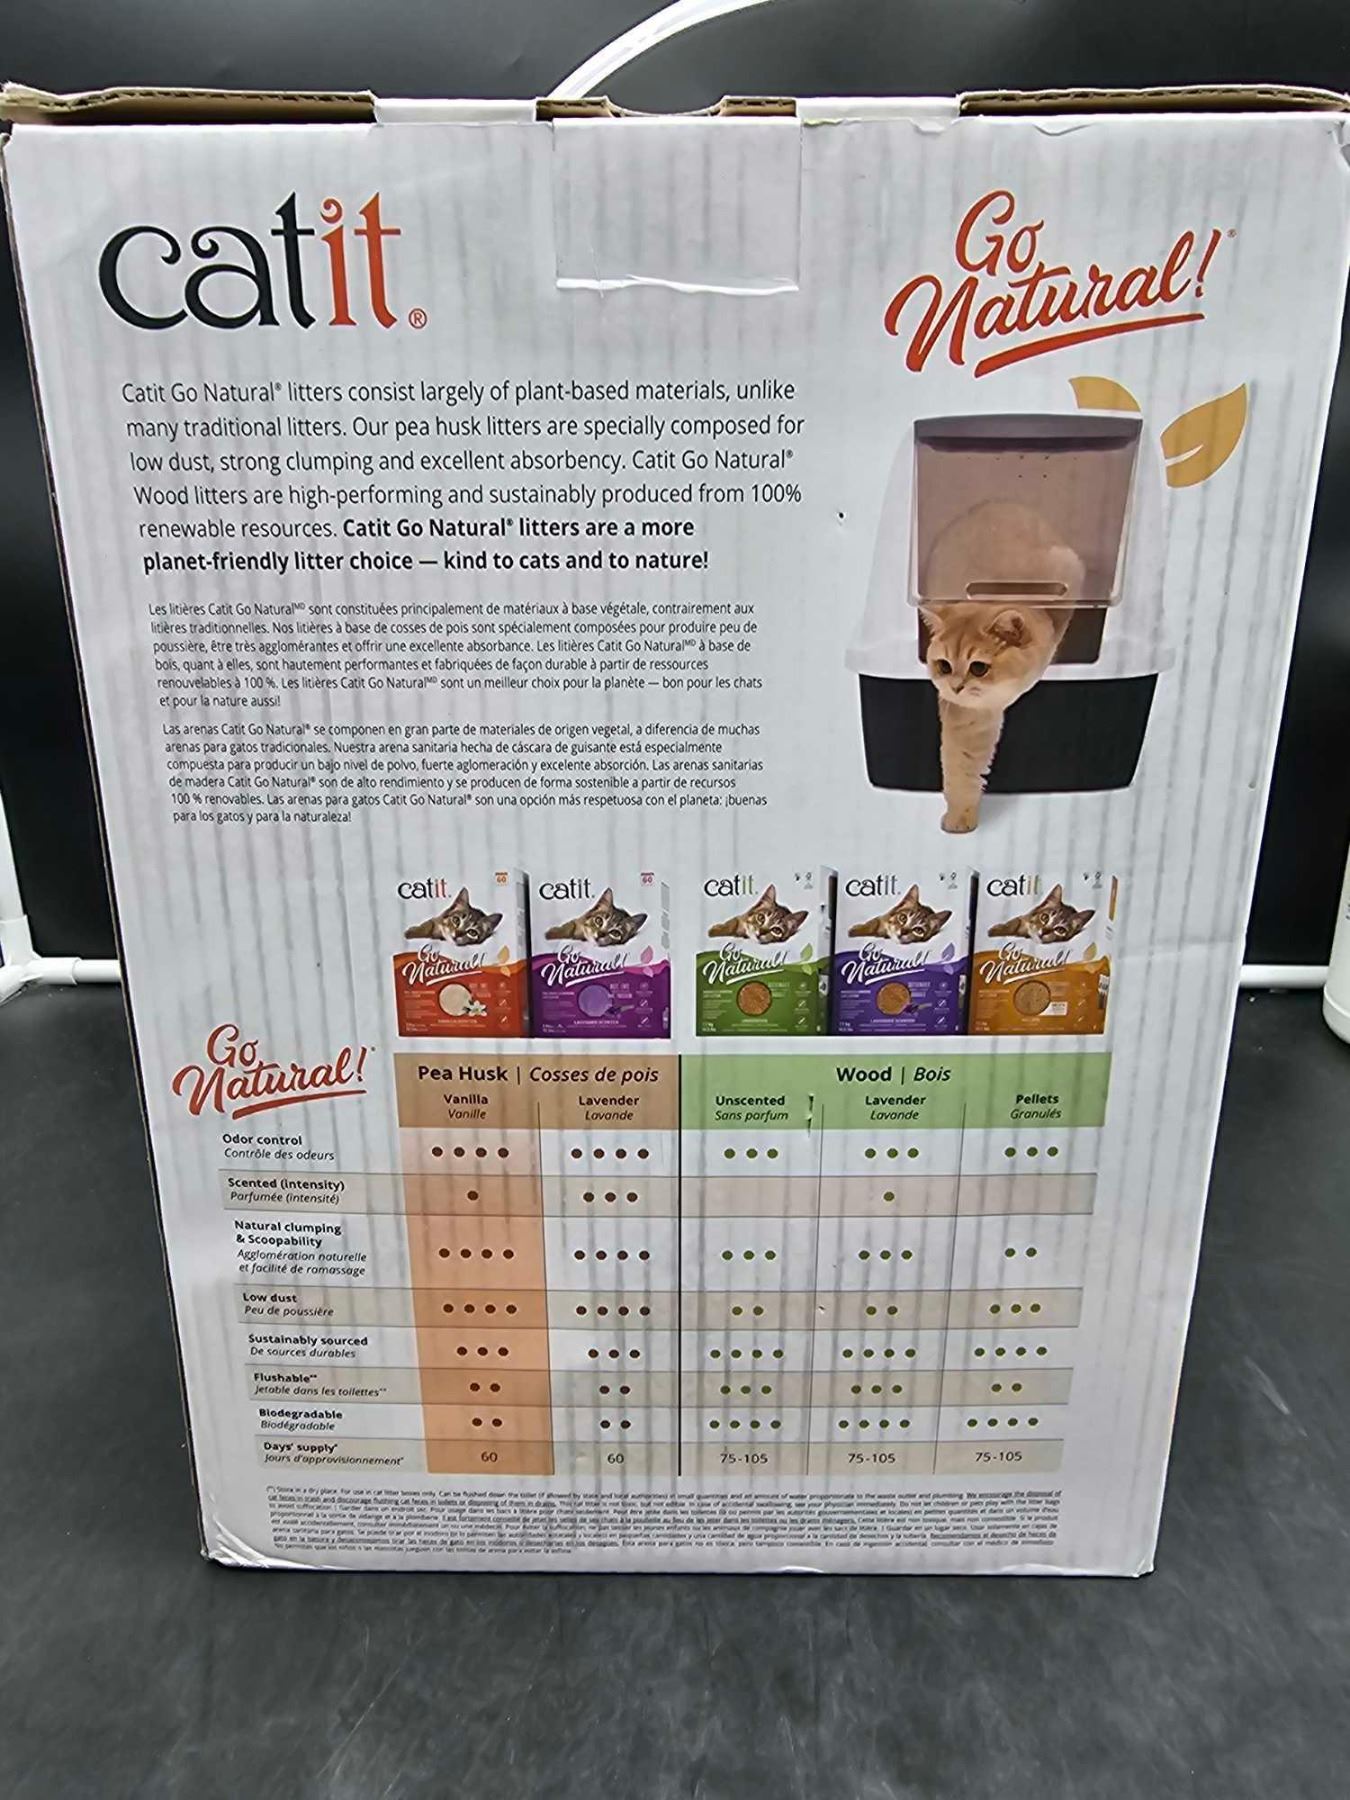 catit®
Go
Natural!®
Catit Go Natural® litters consist largely of plant-based materials, unlike
many traditional litters. Our pea husk litters are specially composed for
low dust, strong clumping and excellent absorbency. Catit Go Natural®
Wood litters are high-performing and sustainably produced from 100%
renewable resources. Catit Go Natural® litters are a more
planet-friendly litter choice — kind to cats and to nature!
Les litières Catit Go Naturalᴹᴰ sont constituées principalement de matériaux à base végétale, contrairement aux
litières traditionnelles. Nos litières à base de cosses de pois sont spécialement composées pour produire peu de
poussière, être très agglomérantes et offrir une excellente absorbance. Les litières Catit Go Naturalᴹᴰ à base de
bois, quant à elles, sont hautement performantes et fabriquées de façon durable à partir de ressources
renouvelables à 100 %. Les litières Catit Go Naturalᴹᴰ sont un meilleur choix pour la planète — bon pour les chats
et pour la nature aussi!
Las arenas Catit Go Natural® se componen en gran parte de materiales de origen vegetal, a diferencia de muchas
arenas para gatos tradicionales. Nuestra arena sanitaria hecha de cáscara de guisante está especialmente
compuesta para producir un bajo nivel de polvo, fuerte aglomeración y excelente absorción. Las arenas sanitarias
de madera Catit Go Natural® son de alto rendimiento y se producen de forma sostenible a partir de recursos
100 % renovables. Las arenas para gatos Catit Go Natural® son una opción más respetuosa con el planeta: ¡buenas
para los gatos y para la naturaleza!
catit. catit. catit. catit. catit.
Go Natural! Go Natural! Go Natural! Go Natural! Go Natural!
Go
Natural!®
Pea Husk | Cosses de pois Wood | Bois
Vanilla Lavender Unscented Lavender Pellets
Vanille Lavande Sans parfum Lavande Granulés
Odor control
Contrôle des odeurs
Scented (intensity)
Parfumée (intensité)
Natural clumping
& Scoopability
Agglomération naturelle
et facilité de ramassage
Low dust
Peu de poussière
Sustainably sourced
De sources durables
Flushable**
Jetable dans les toilettes**
Biodegradable
Biodégradable
Days' supply* 60 60 75-105 75-105 75-105
Jours d'approvisionnement*